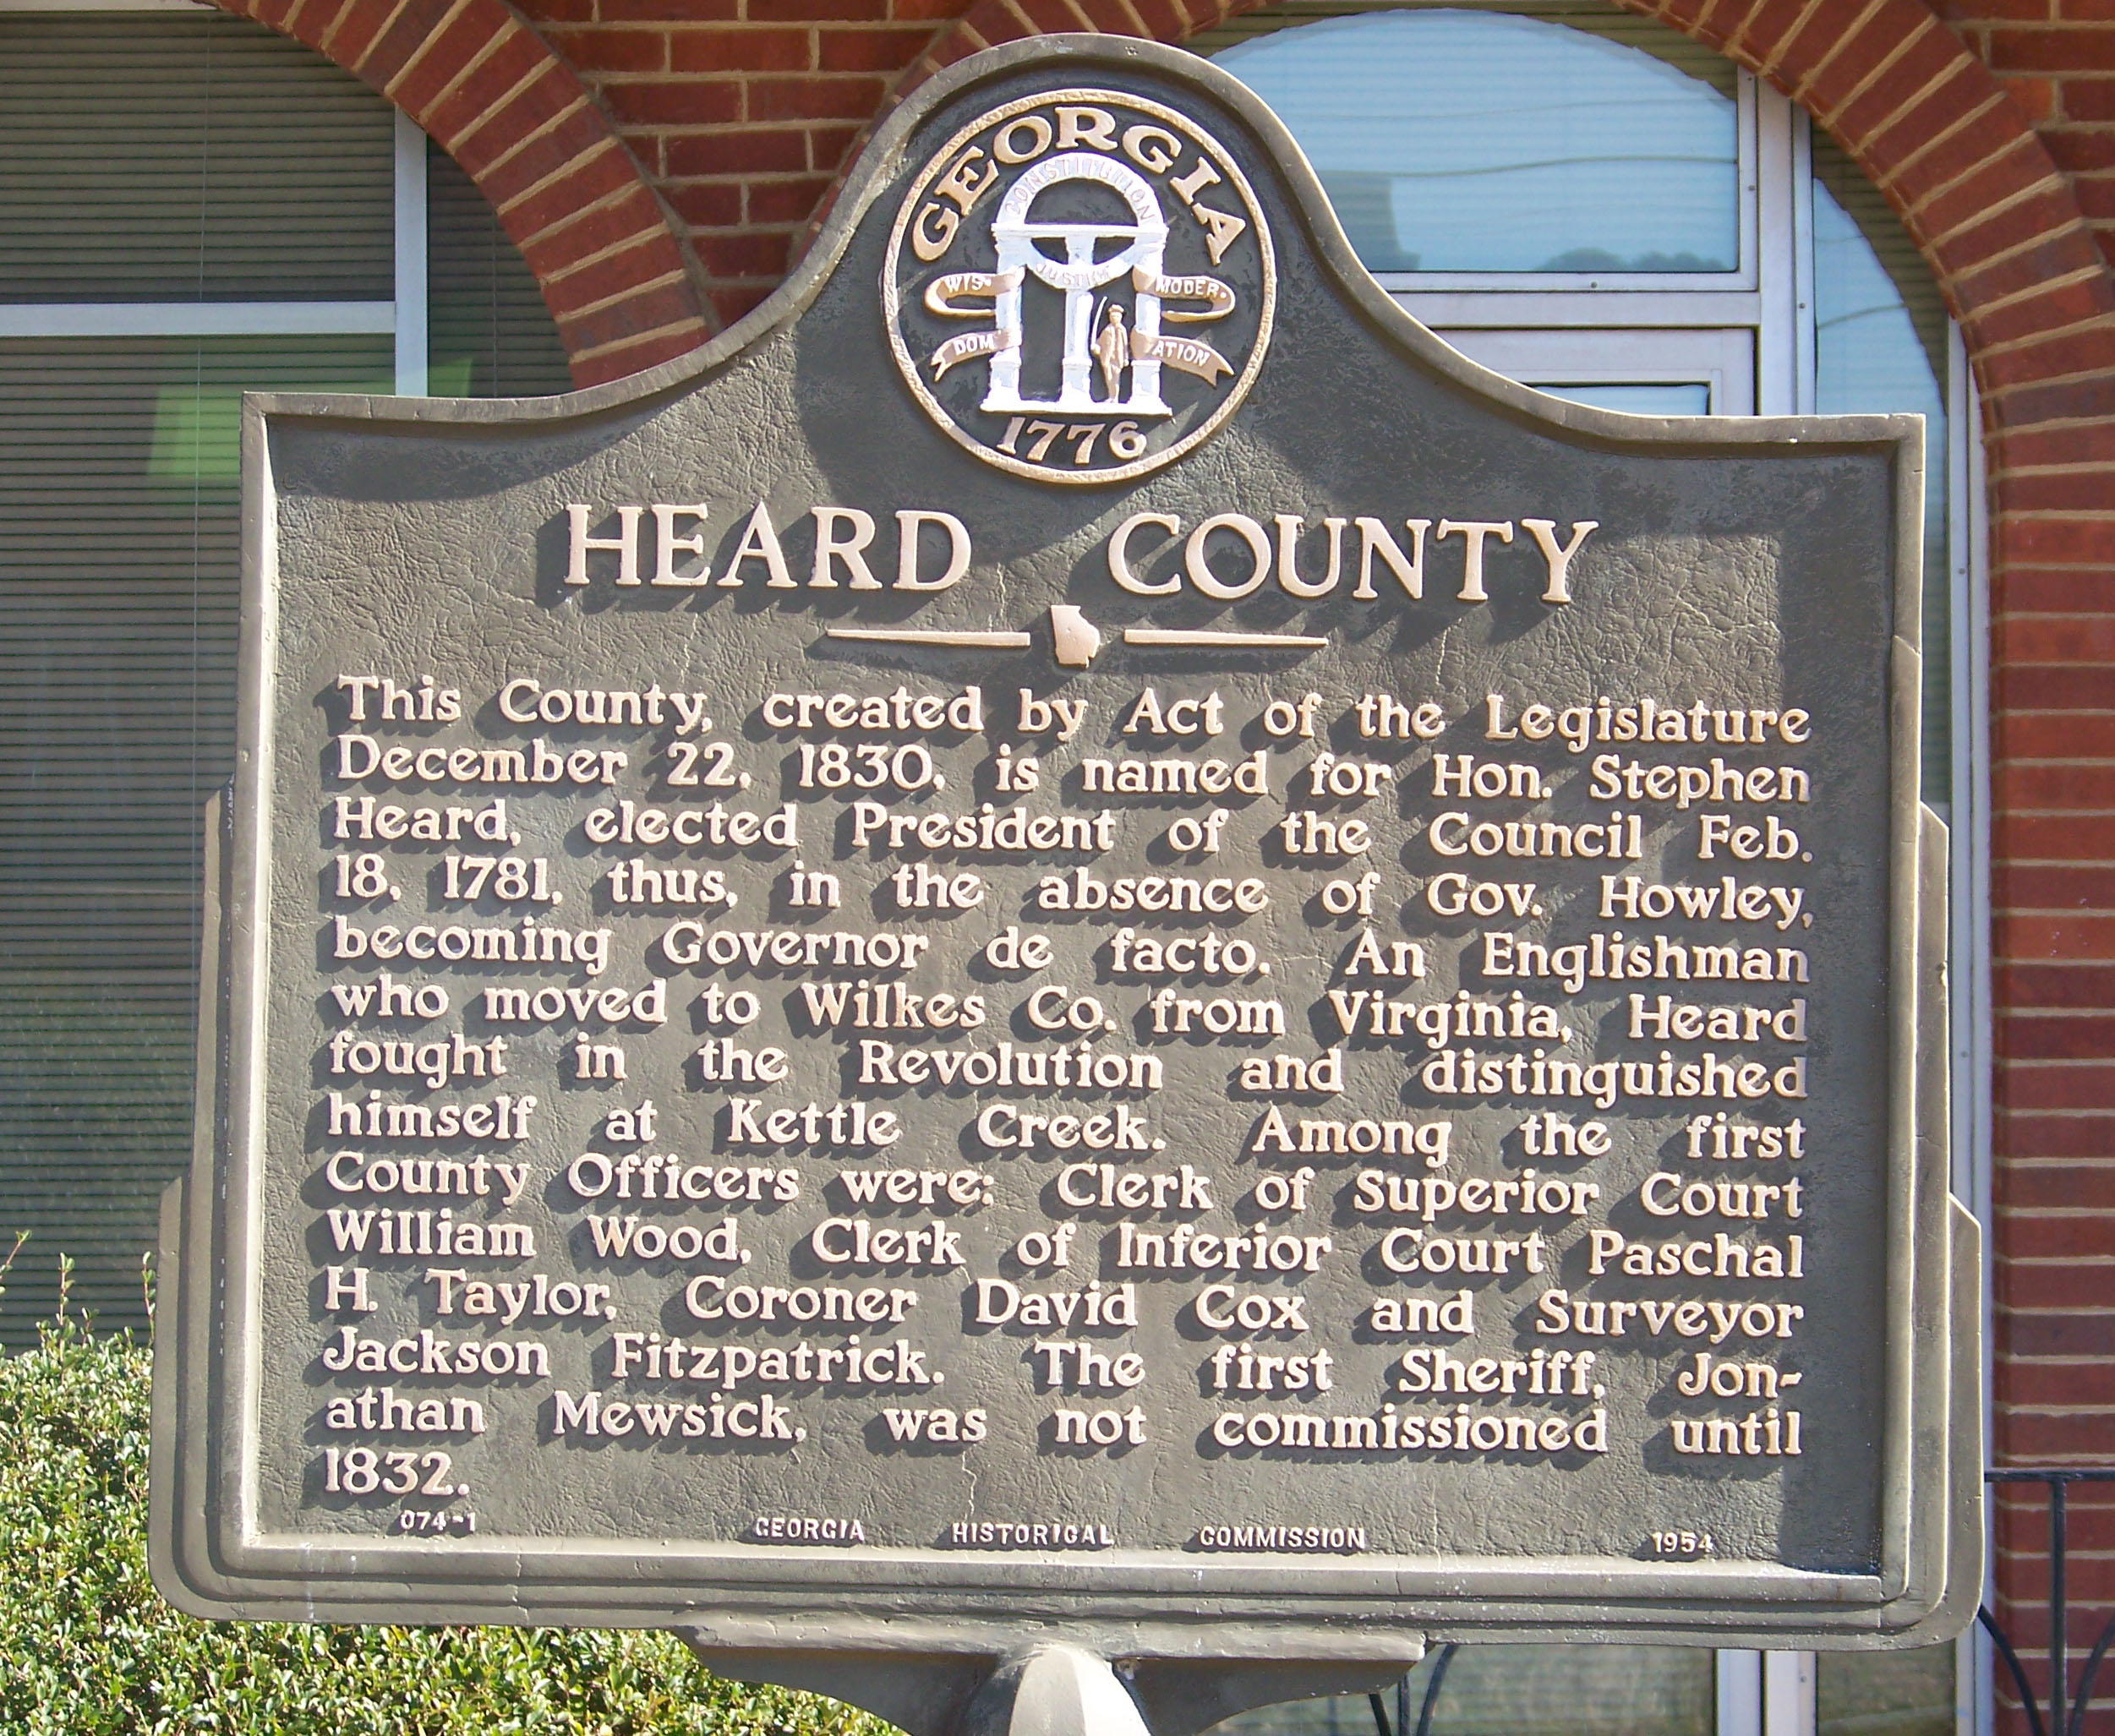 GEORGIA
CONSTITUTION
JUSTICE
WIS- MODER-
DOM ATION
1776
HEARD COUNTY
This County, created by Act of the Legislature
December 22, 1830, is named for Hon. Stephen
Heard, elected President of the Council Feb.
18, 1781, thus, in the absence of Gov. Howley,
becoming Governor de facto. An Englishman
who moved to Wilkes Co. from Virginia, Heard
fought in the Revolution and distinguished
himself at Kettle Creek. Among the first
County Officers were: Clerk of Superior Court
William Wood, Clerk of Inferior Court Paschal
H. Taylor, Coroner David Cox and Surveyor
Jackson Fitzpatrick. The first Sheriff, Jon-
athan Mewsick, was not commissioned until
1832.
074-1 GEORGIA HISTORICAL COMMISSION 1954